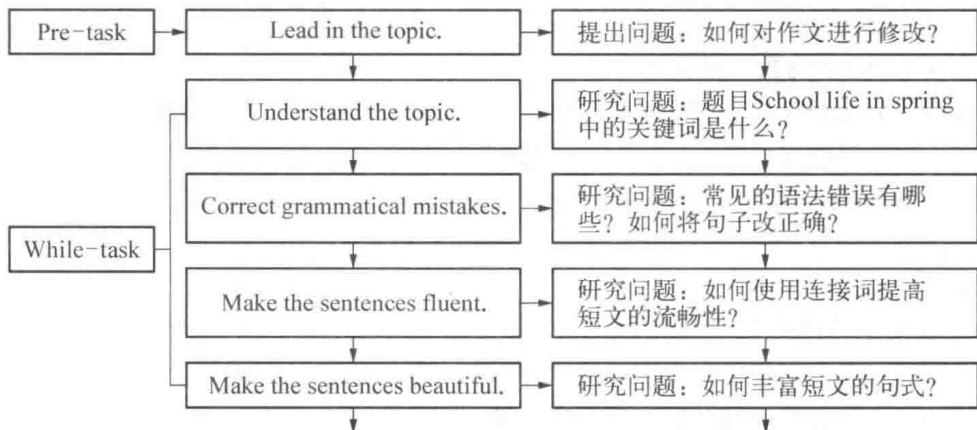 Pre-task
Lead in the topic.
提出问题：如何对作文进行修改？
Understand the topic.
研究问题：题目School life in spring
中的关键词是什么？
Correct grammatical mistakes.
研究问题：常见的语法错误有哪
些？如何将句子改正确？
While-task
Make the sentences fluent.
研究问题：如何使用连接词提高
短文的流畅性？
Make the sentences beautiful.
研究问题：如何丰富短文的句式？